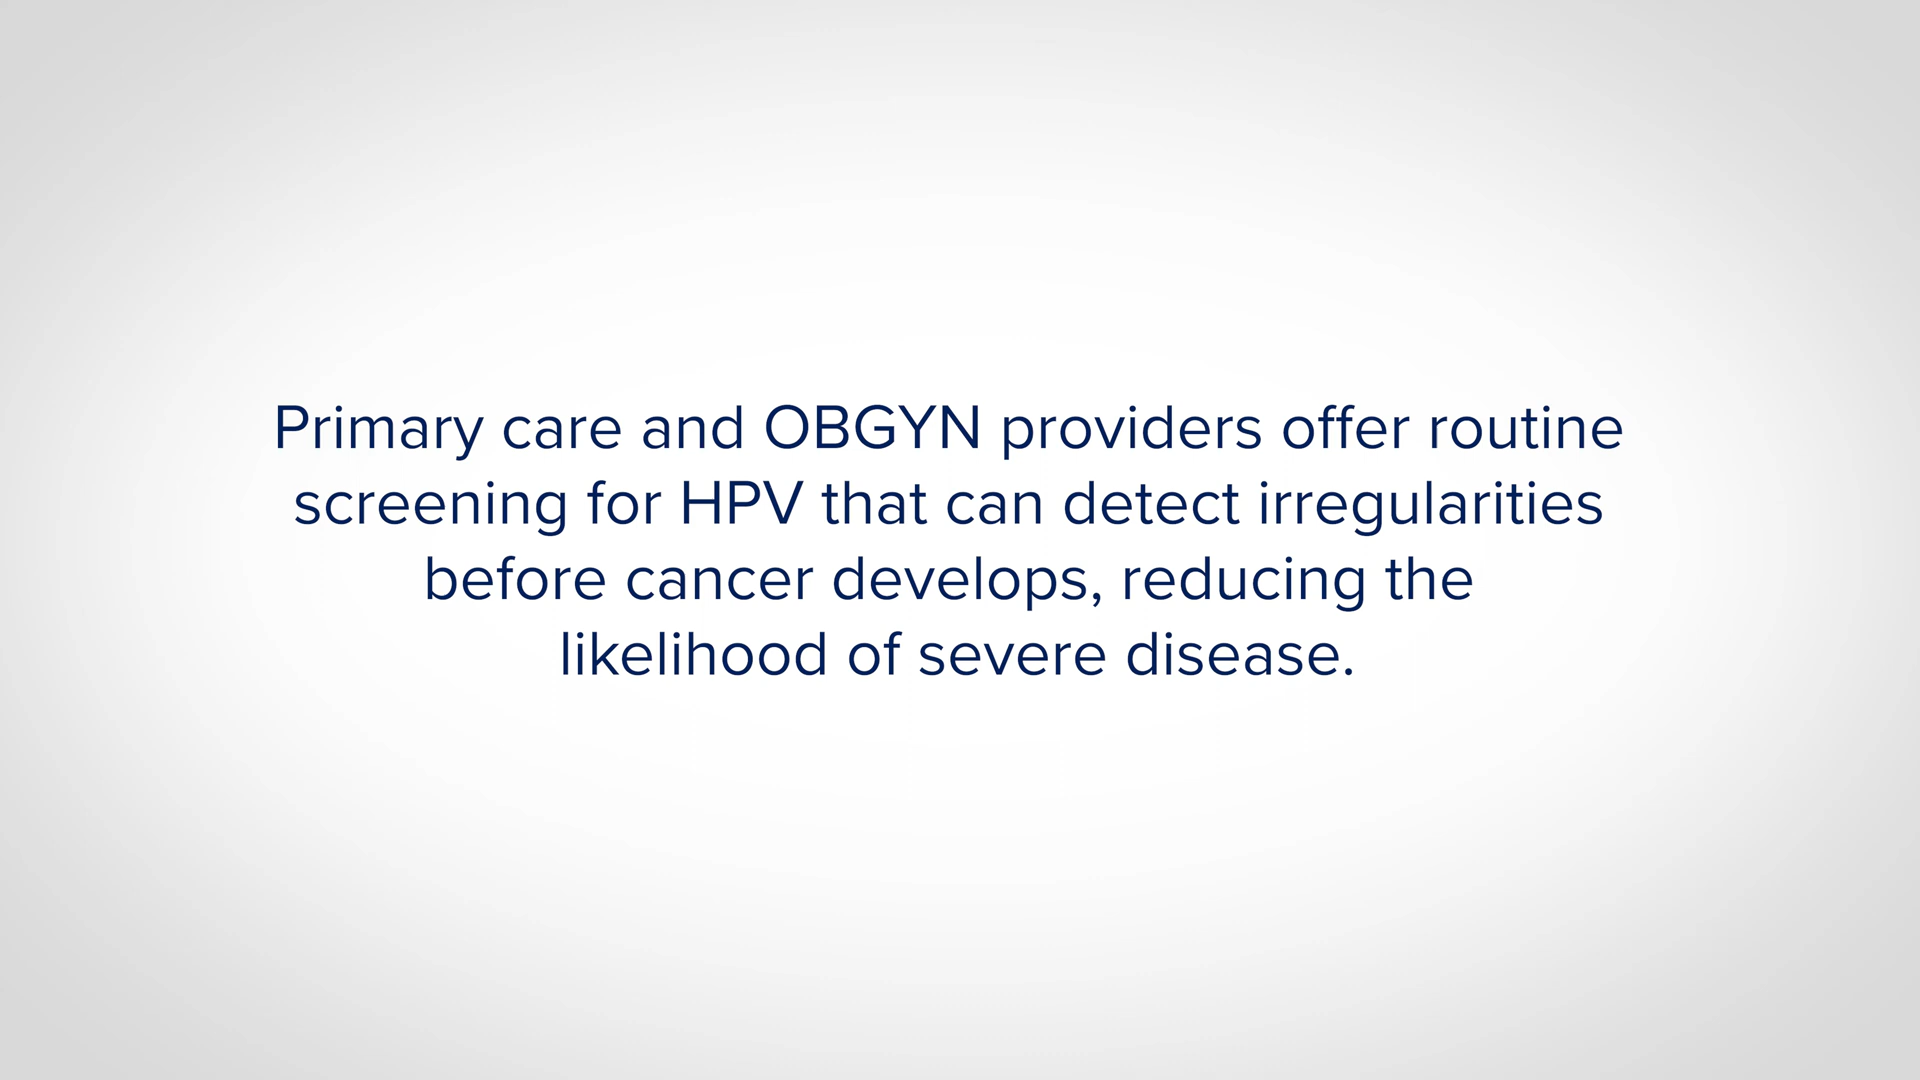 Primary care and OBGYN providers offer routine
screening for HPV that can detect irregularities
before cancer develops, reducing the
likelihood of severe disease.